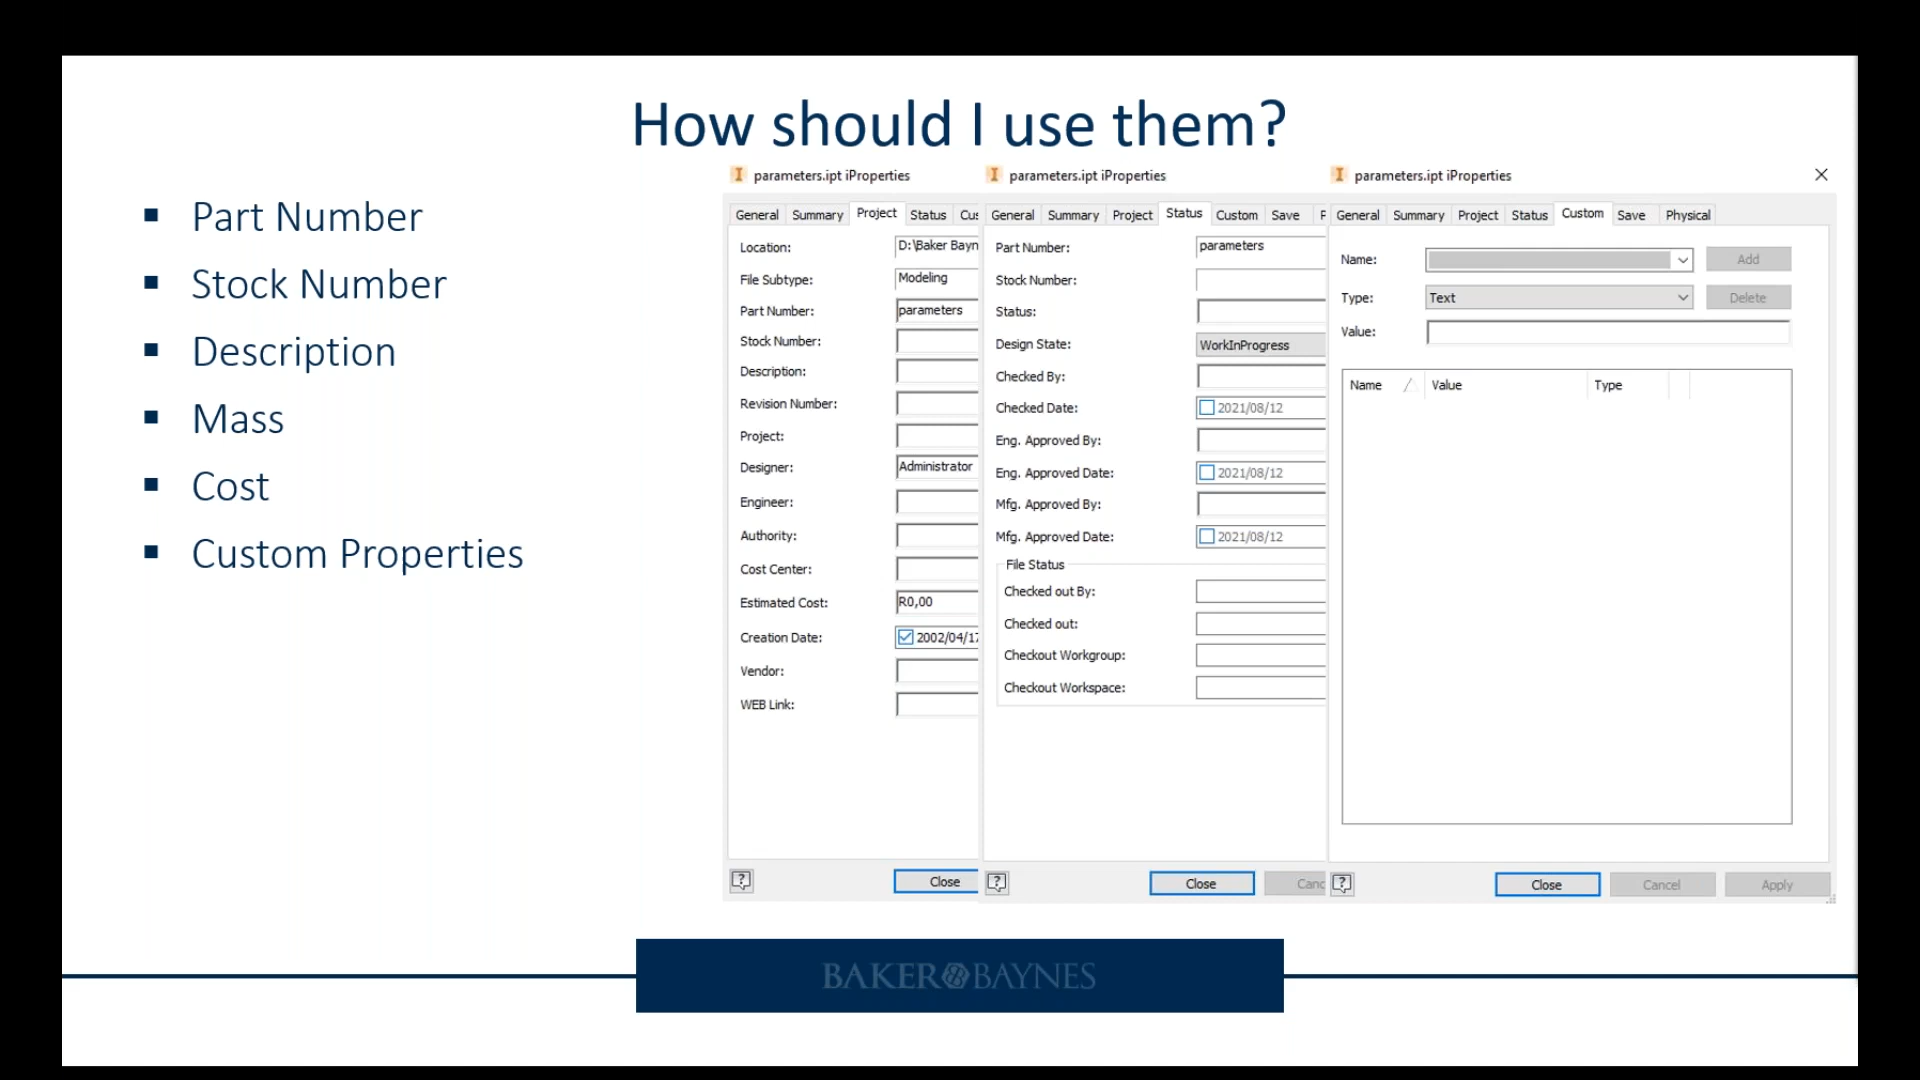 How should I use them?
Part Number
Stock Number
Description
Mass
Cost
Custom Properties
parameters.ipt iProperties
General Summary Project Status Cus
Location: D:\Baker Bayn
File Subtype: Modeling
Part Number: parameters
Stock Number:
Description:
Revision Number:
Project:
Designer: Administrator
Engineer:
Authority:
Cost Center:
Estimated Cost: R0,00
Creation Date: 2002/04/17
Vendor:
WEB Link:
Close
parameters.ipt iProperties
General Summary Project Status Custom Save P
Part Number: parameters
Stock Number:
Status:
Design State: WorkInProgress
Checked By:
Checked Date: 2021/08/12
Eng. Approved By:
Eng. Approved Date: 2021/08/12
Mfg. Approved By:
Mfg. Approved Date: 2021/08/12
File Status
Checked out By:
Checked out:
Checkout Workgroup:
Checkout Workspace:
Close Canc
parameters.ipt iProperties
General Summary Project Status Custom Save Physical
Name: Add
Type: Text Delete
Value:
Name Value Type
Close Cancel Apply
BAKER BAYNES